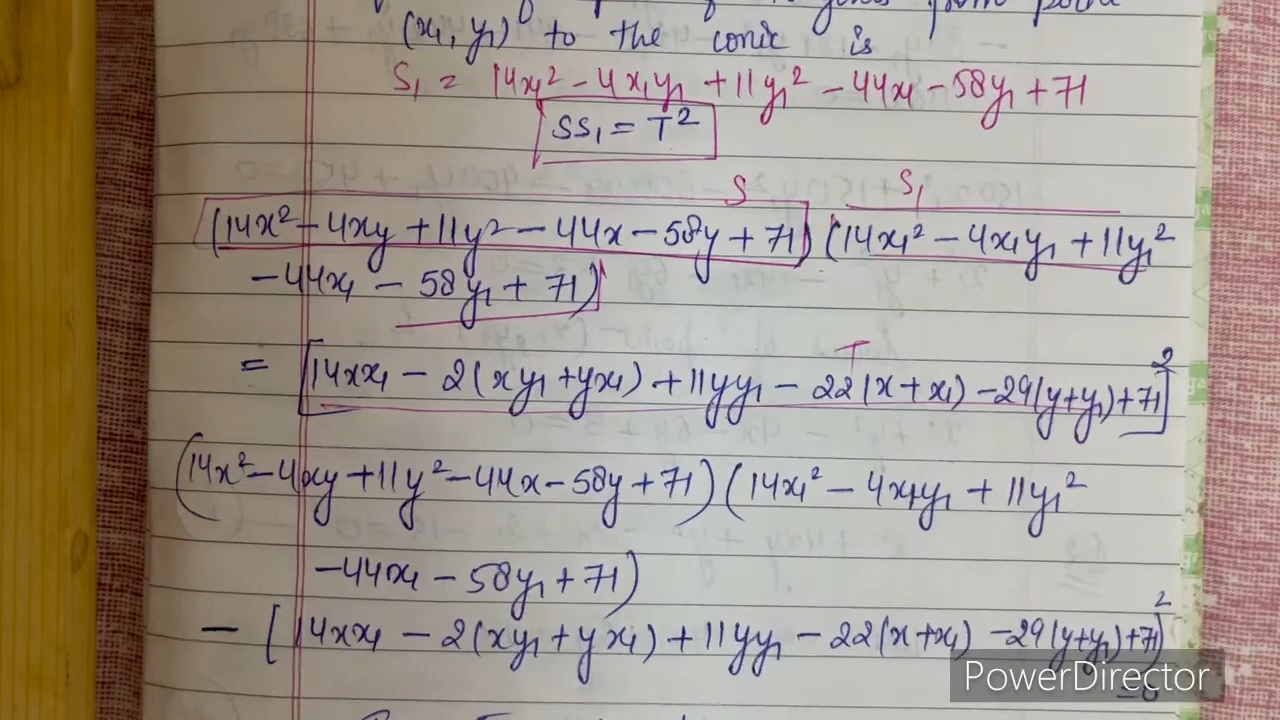 from point
(x₁, y₁) to the conic is
S₁ = 14x₁² - 4x₁y₁ + 11y₁² - 44x₁ - 58y₁ + 71
SS₁ = T²
S S₁
(14x² - 4xy + 11y² - 44x - 58y + 71) (14x₁² - 4x₁y₁ + 11y₁²
- 44x₁ - 58y₁ + 71)
T
= [14xx₁ - 2(xy₁ + yx₁) + 11yy₁ - 22(x + x₁) - 29(y + y₁) + 71]²
(14x² - 4xy + 11y² - 44x - 58y + 71) (14x₁² - 4x₁y₁ + 11y₁²
- 44x₁ - 58y₁ + 71)
- [14xx₁ - 2(xy₁ + yx₁) + 11yy₁ - 22(x + x₁) - 29(y + y₁) + 71]²
= 0
PowerDirector